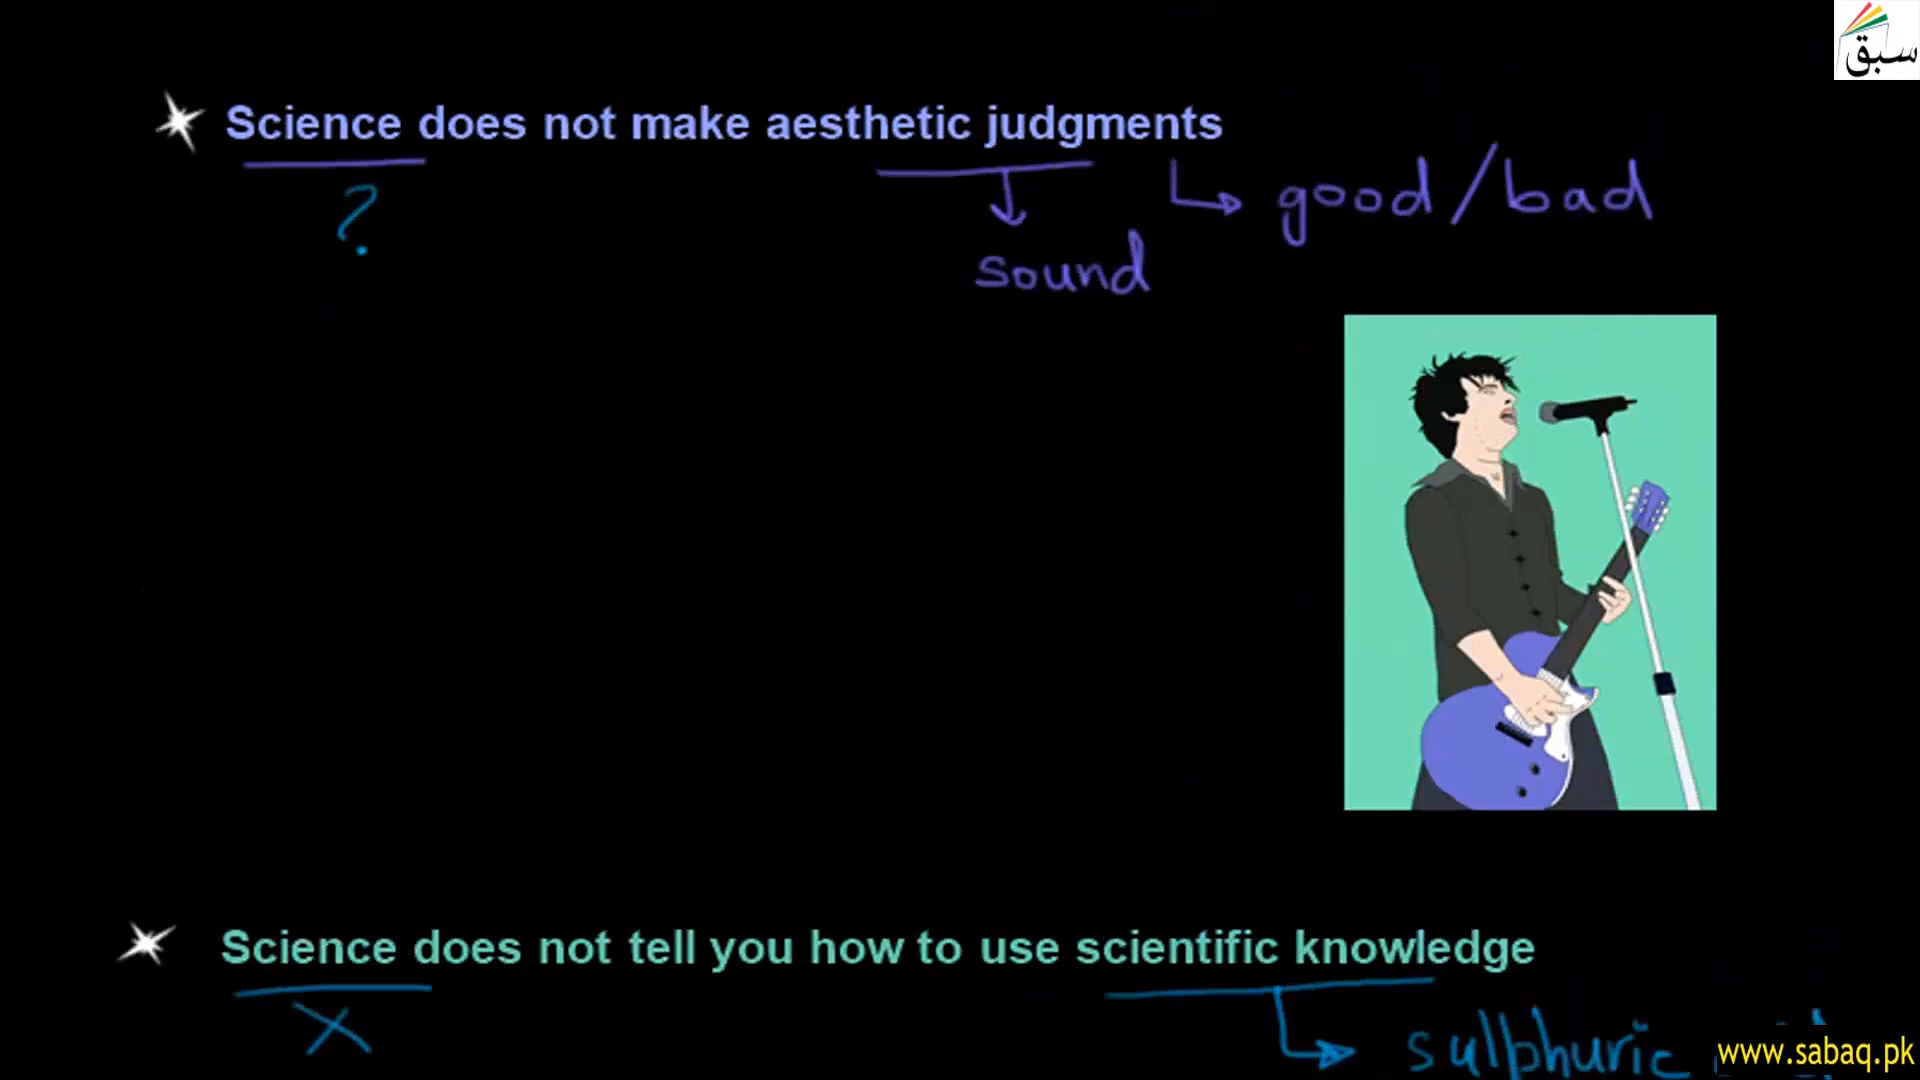 سبق
Science does not make aesthetic judgments
?
good/bad
sound
Science does not tell you how to use scientific knowledge
X
sulphuric
www.sabaq.pk